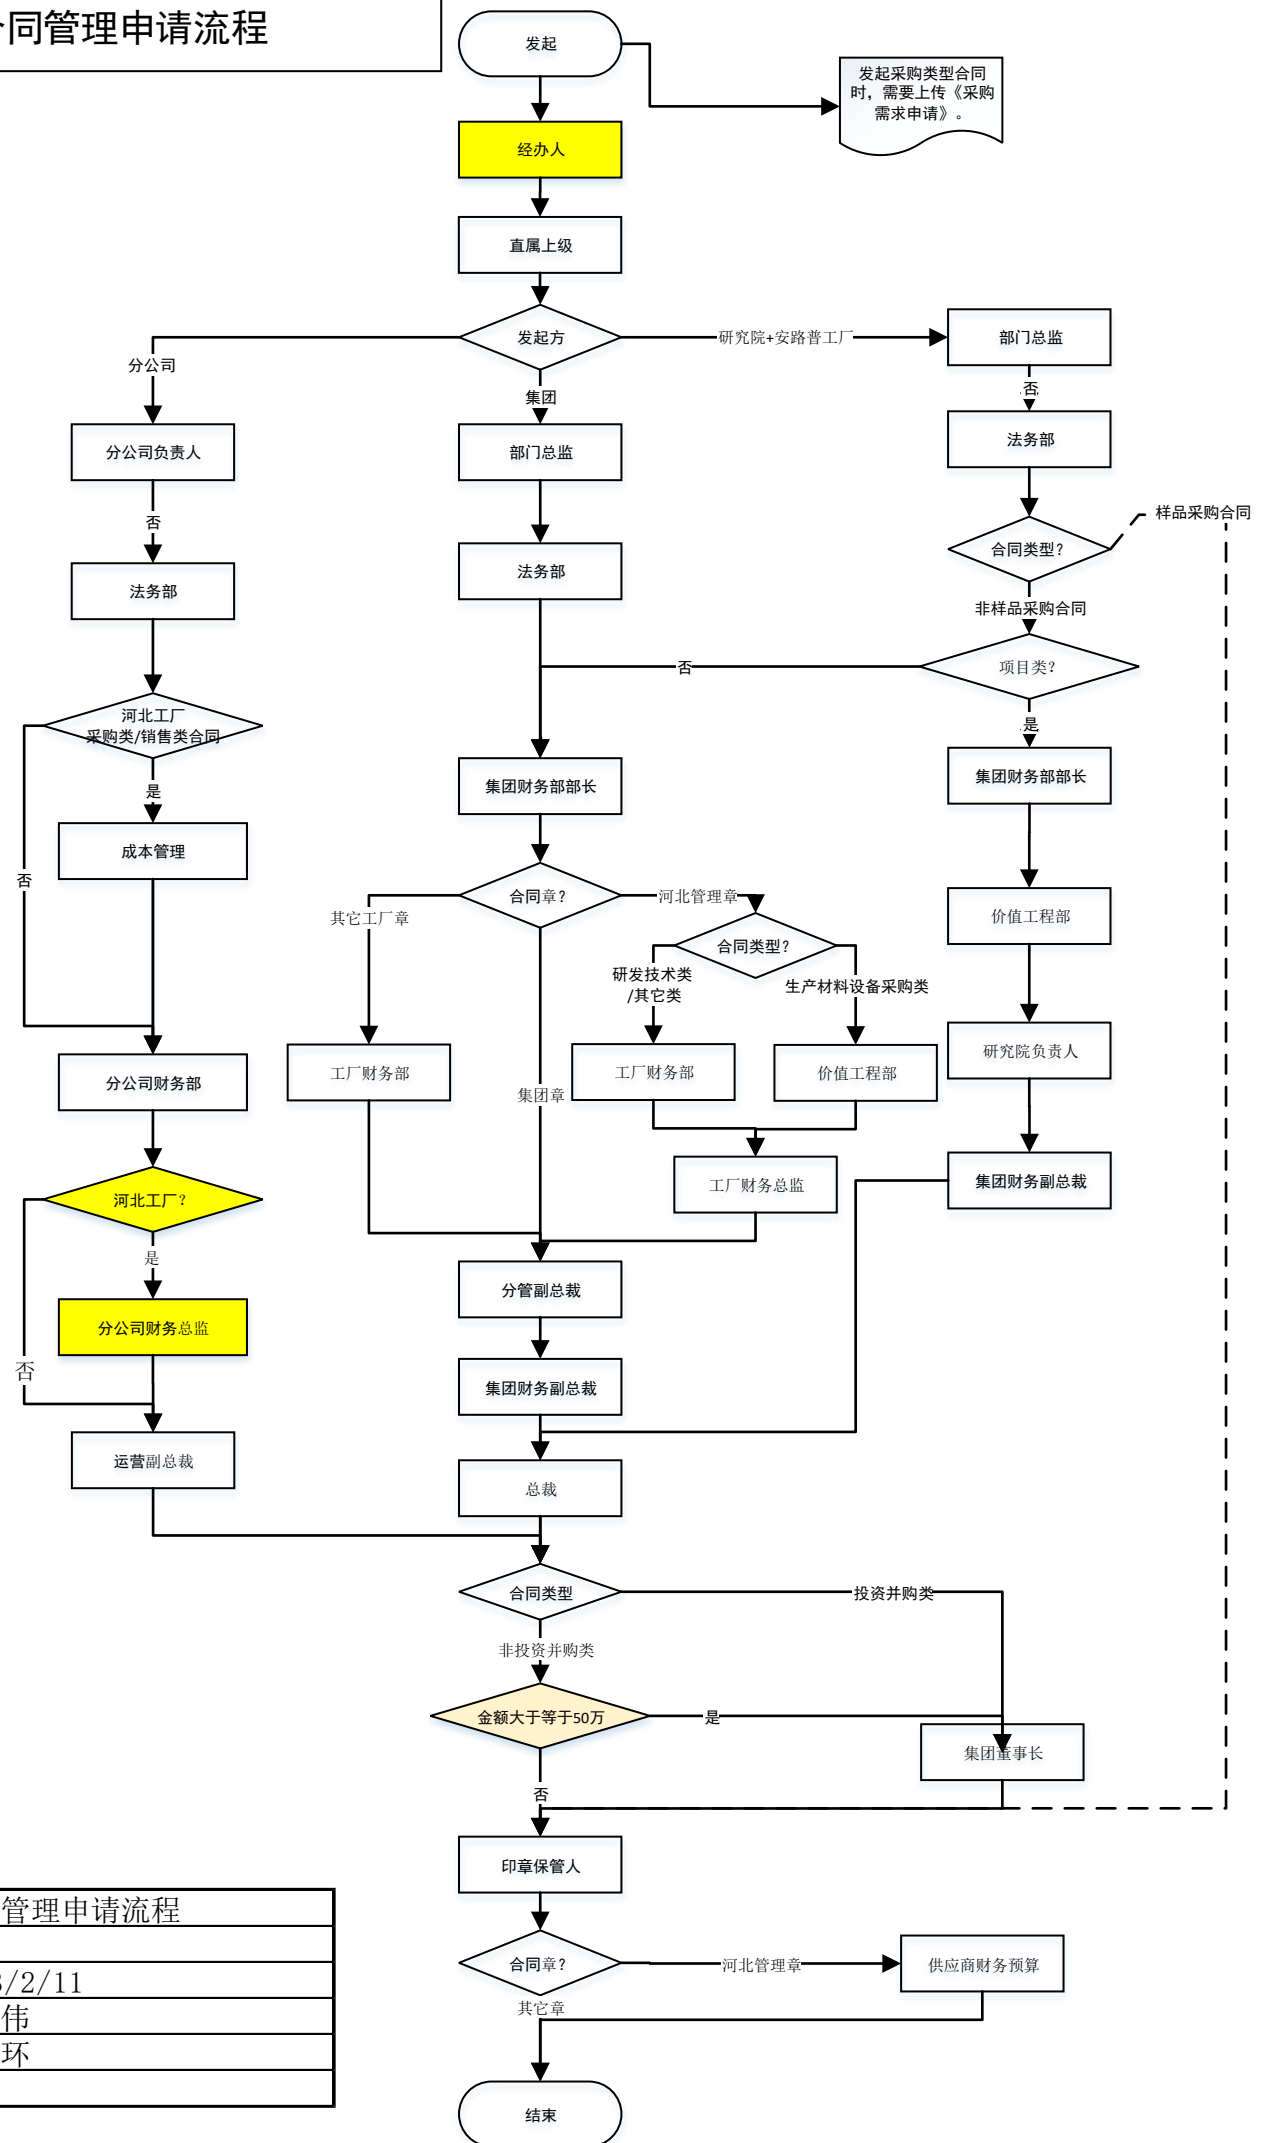 合同管理申请流程
发起
发起采购类型合同
时，需要上传《采购
需求申请》。
经办人
直属上级
发起方
研究院+安路普工厂
部门总监
分公司
集团
否
分公司负责人
部门总监
法务部
否
样品采购合同
合同类型？
法务部
法务部
非样品采购合同
否
项目类？
河北工厂
采购类/销售类合同
是
集团财务部部长
集团财务部部长
是
成本管理
否
合同章？
河北管理章
其它工厂章
价值工程部
合同类型？
研发技术类
/其它类
生产材料设备采购类
研究院负责人
分公司财务部
工厂财务部
工厂财务部
价值工程部
集团章
工厂财务总监
集团财务副总裁
河北工厂？
是
分管副总裁
分公司财务总监
否
集团财务副总裁
运营副总裁
总裁
合同类型
投资并购类
非投资并购类
金额大于等于50万
是
集团董事长
否
印章保管人
合同章？
河北管理章
供应商财务预算
其它章
结束
管理申请流程
3/2/11
伟
环